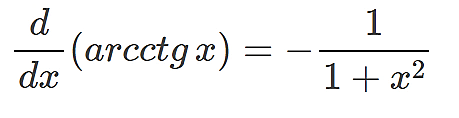 d/dx (arcctg x) = − 1/(1 + x²)